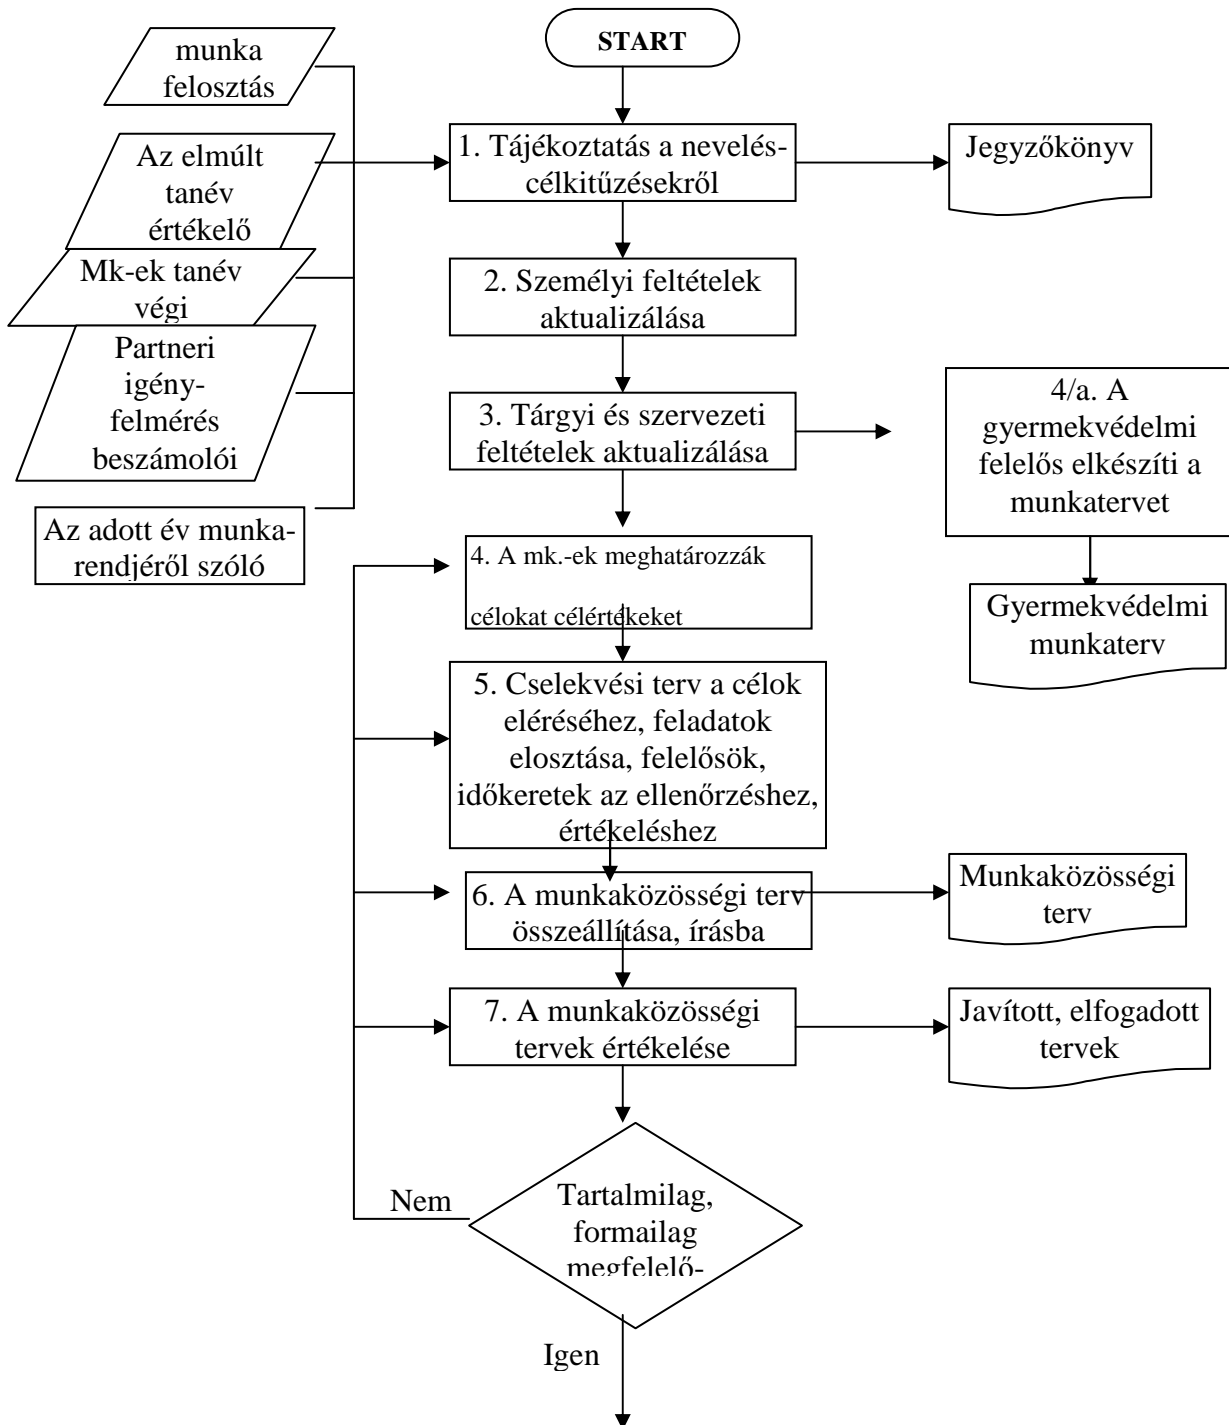 START
munka
felosztás
Az elmúlt
tanév
értékelő
Mk-ek tanév
végi
Partneri
igény-
felmérés
beszámolói
Az adott év munka-
rendjéről szóló
1. Tájékoztatás a nevelés-
célkitűzésekről
Jegyzőkönyv
2. Személyi feltételek
aktualizálása
3. Tárgyi és szervezeti
feltételek aktualizálása
4/a. A
gyermekvédelmi
felelős elkészíti a
munkatervet
Gyermekvédelmi
munkaterv
4. A mk.-ek meghatározzák
célokat célértékeket
5. Cselekvési terv a célok
eléréséhez, feladatok
elosztása, felelősök,
időkeretek az ellenőrzéshez,
értékeléshez
6. A munkaközösségi terv
összeállítása, írásba
Munkaközösségi
terv
7. A munkaközösségi
tervek értékelése
Javított, elfogadott
tervek
Nem
Tartalmilag,
formailag
megfelelő-
Igen